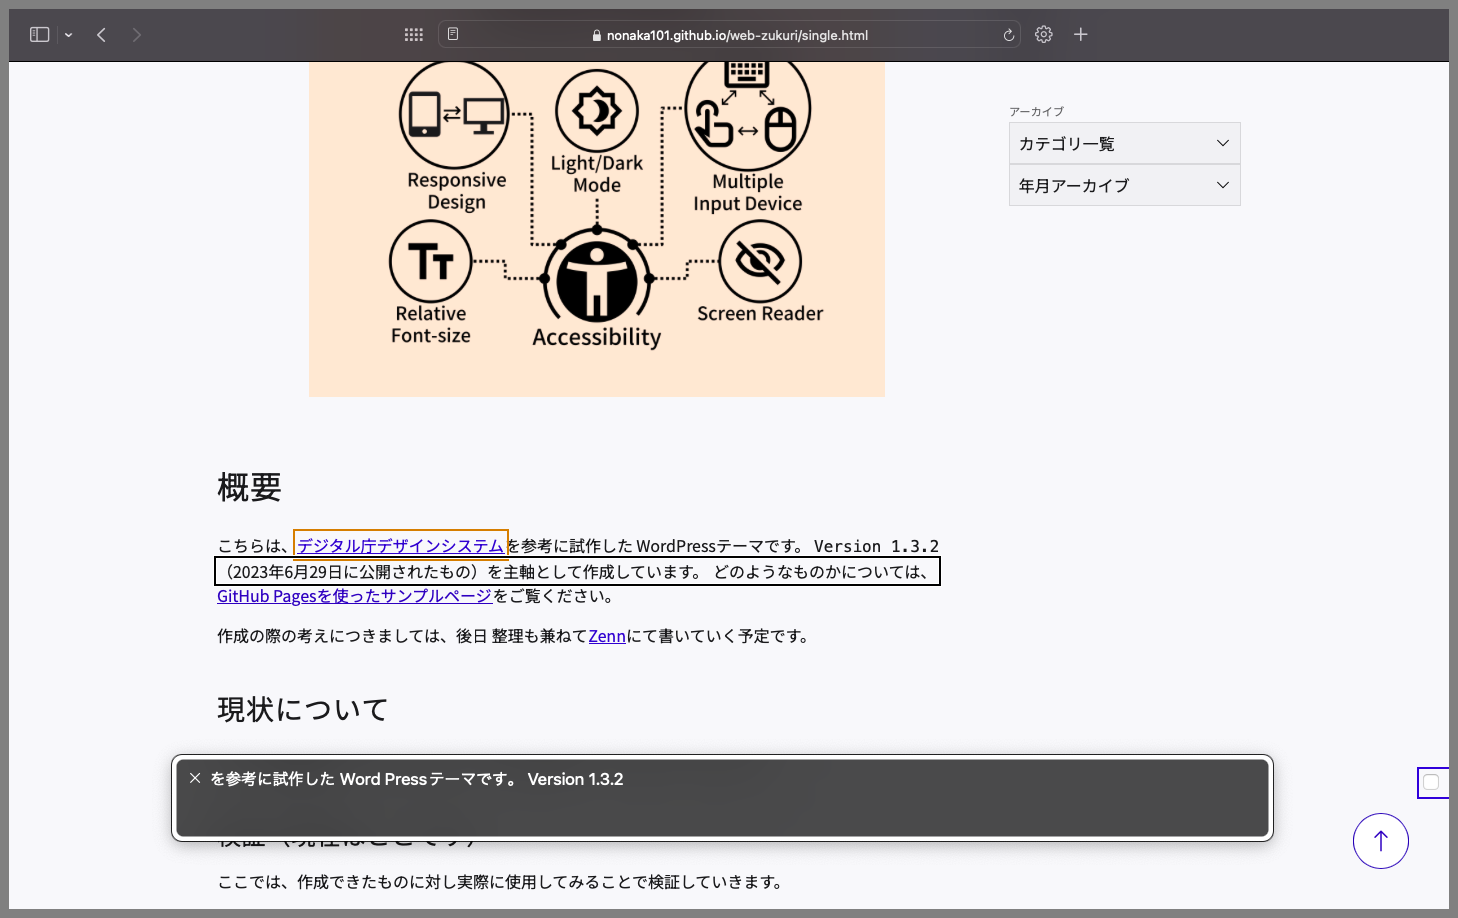 nonaka101.github.io/web-zukuri/single.html
アーカイブ
カテゴリ一覧
年月アーカイブ
Responsive
Design
Light/Dark
Mode
Multiple
Input Device
Relative
Font-size
Accessibility
Screen Reader
概要
こちらは、デジタル庁デザインシステムを参考に試作した WordPressテーマです。 Version 1.3.2
（2023年6月29日に公開されたもの）を主軸として作成しています。 どのようなものかについては、
GitHub Pagesを使ったサンプルページをご覧ください。
作成の際の考えにつきましては、後日 整理も兼ねてZennにて書いていく予定です。
現状について
を参考に試作した Word Pressテーマです。 Version 1.3.2
ここでは、作成できたものに対し実際に使用してみることで検証していきます。